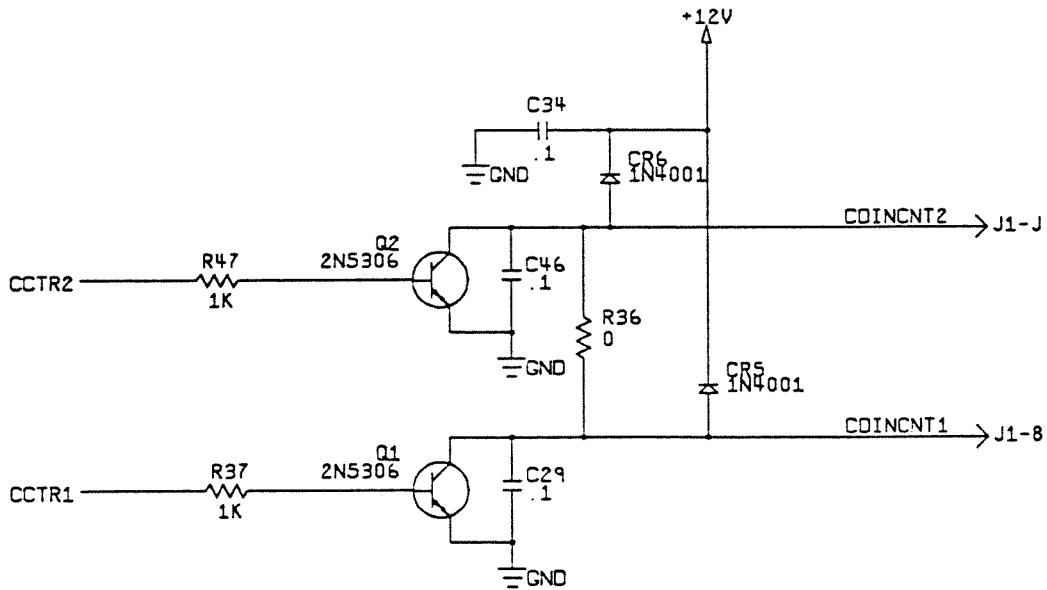 +12V
C34
.1
GND
CR6
1N4001
COINCNT2
J1-J
Q2
2N5306
R47
1K
CCTR2
C46
.1
R36
0
GND
CR5
1N4001
COINCNT1
J1-8
Q1
2N5306
R37
1K
CCTR1
C29
.1
GND